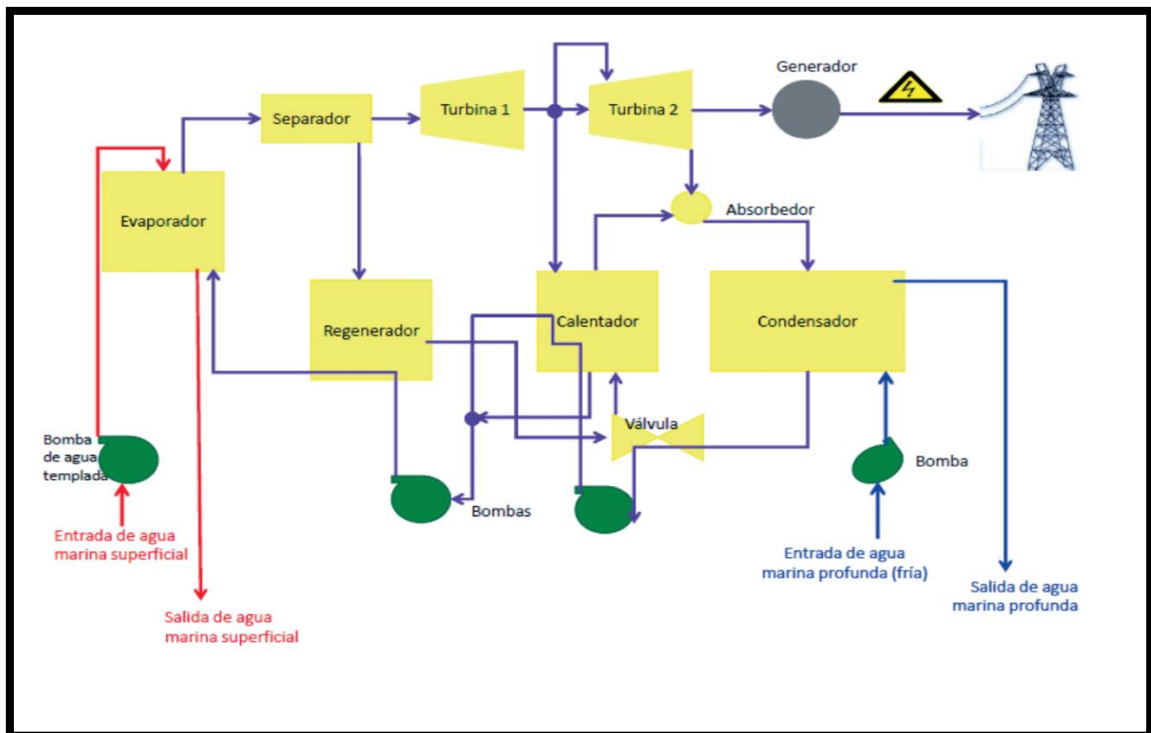 Generador
Separador
Turbina 1
Turbina 2
Evaporador
Absorbedor
Regenerador
Calentador
Condensador
Válvula
Bomba
de agua
templada
Bombas
Bomba
Entrada de agua
marina superficial
Entrada de agua
marina profunda (fría)
Salida de agua
marina profunda
Salida de agua
marina superficial